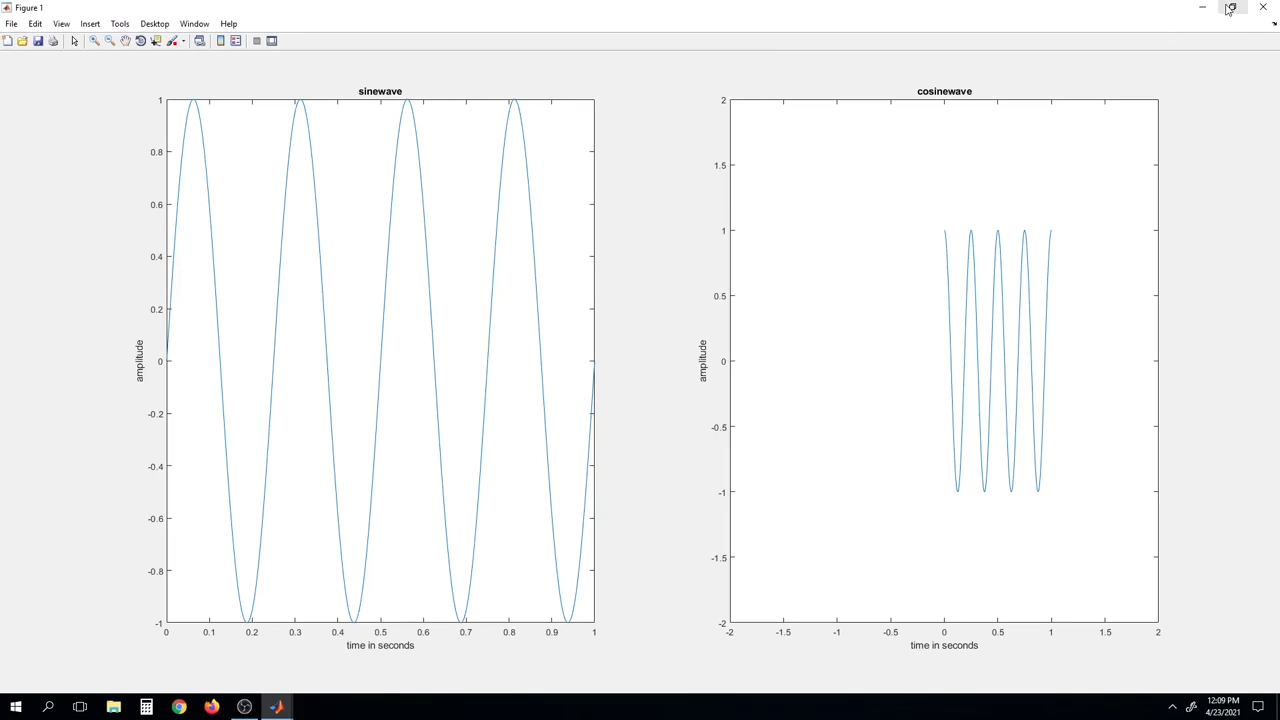 Figure 1
File Edit View Insert Tools Desktop Window Help
sinewave
1
0.8
0.6
0.4
0.2
0
-0.2
-0.4
-0.6
-0.8
-1
amplitude
0 0.1 0.2 0.3 0.4 0.5 0.6 0.7 0.8 0.9 1
time in seconds
cosinewave
2
1.5
1
0.5
0
-0.5
-1
-1.5
-2
amplitude
-2 -1.5 -1 -0.5 0 0.5 1 1.5 2
time in seconds
12:09 PM
4/23/2021